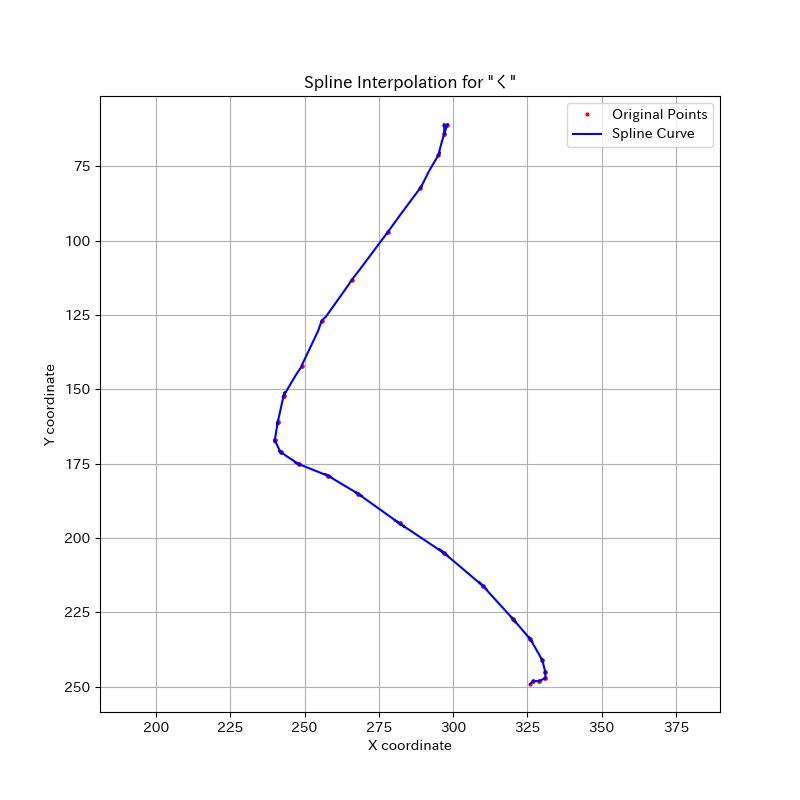 Spline Interpolation for "く"
Original Points
Spline Curve
75
100
125
150
175
200
225
250
Y coordinate
200 225 250 275 300 325 350 375
X coordinate